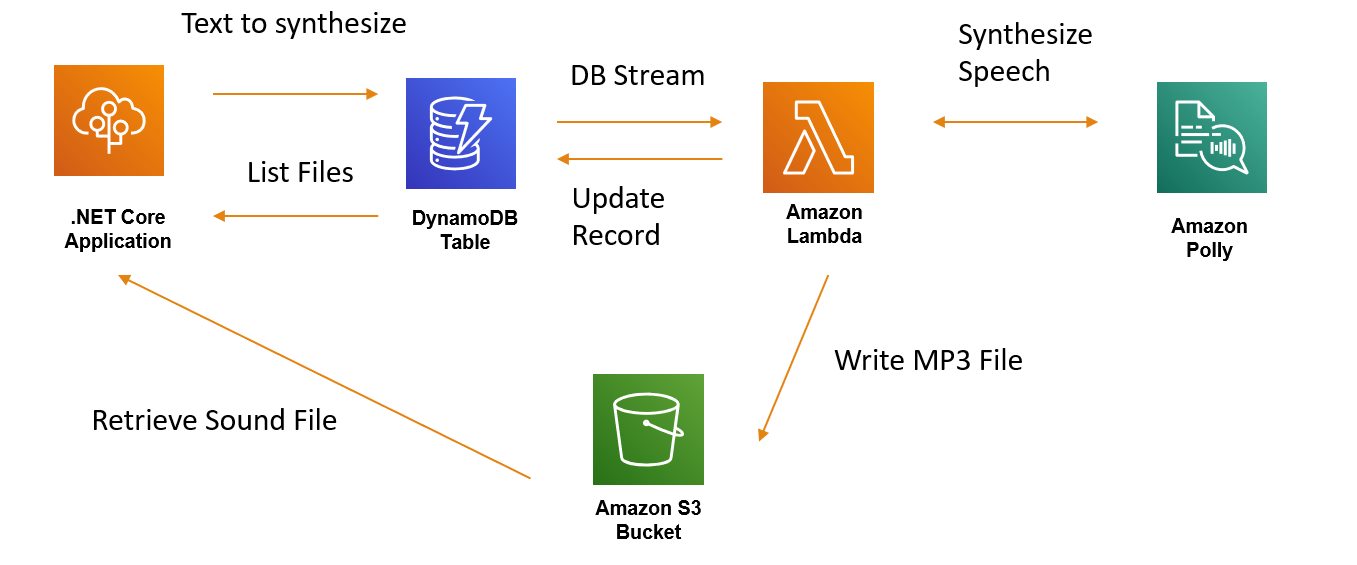 Text to synthesize
Synthesize
Speech
DB Stream
List Files
Update
Record
.NET Core
Application
DynamoDB
Table
Amazon
Lambda
Amazon
Polly
Write MP3 File
Retrieve Sound File
Amazon S3
Bucket